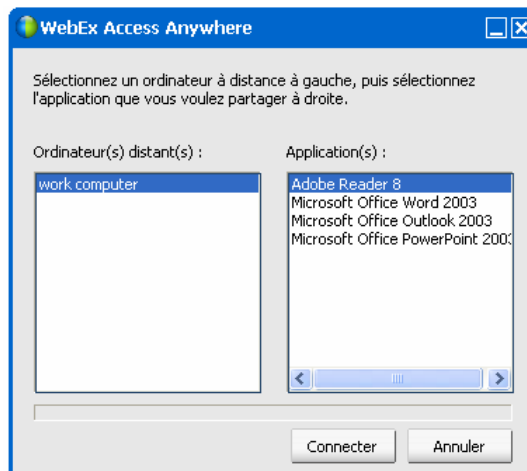 WebEx Access Anywhere
Sélectionnez un ordinateur à distance à gauche, puis sélectionnez
l'application que vous voulez partager à droite.
Ordinateur(s) distant(s) :
work computer
Application(s) :
Adobe Reader 8
Microsoft Office Word 2003
Microsoft Office Outlook 2003
Microsoft Office PowerPoint 200
Connecter
Annuler